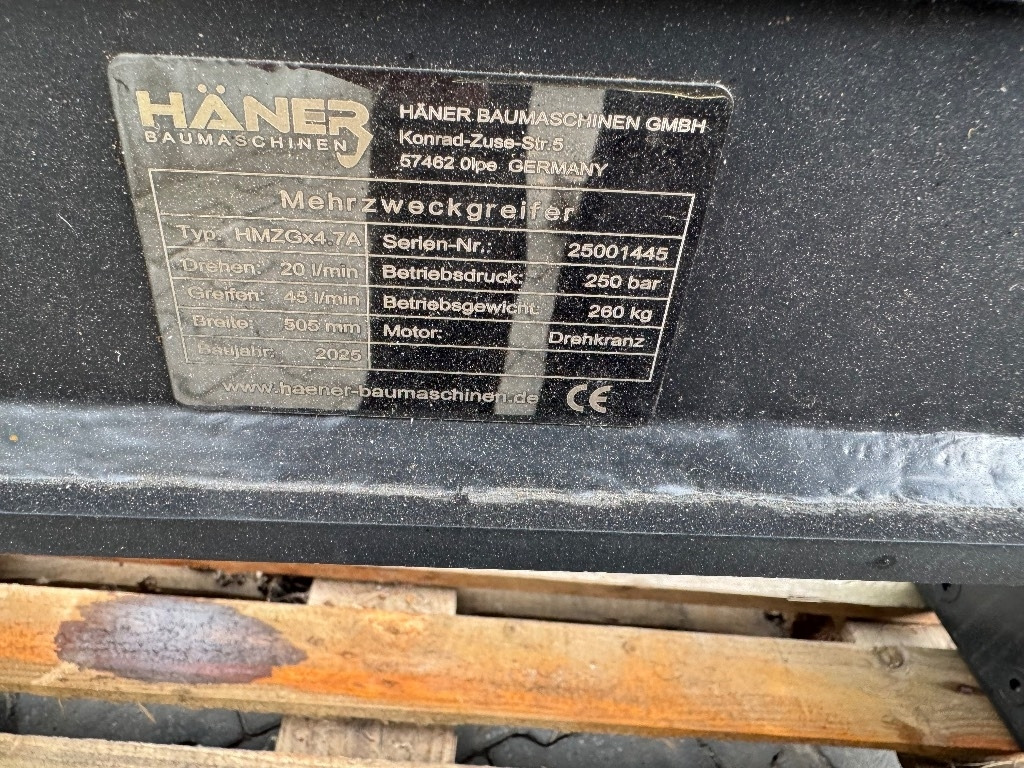 HÄNER
BAUMASCHINEN
HÄNER BAUMASCHINEN GMBH
Konrad-Zuse-Str.5
57462 Olpe GERMANY
Mehrzweckgreifer
Typ: HMZGx4.7A Serien-Nr.: 25001445
Drehen: 20 l/min Betriebsdruck: 250 bar
Greifen: 45 l/min Betriebsgewicht: 260 kg
Breite: 505 mm Motor: Drehkranz
Baujahr: 2025
www.haener-baumaschinen.de CE